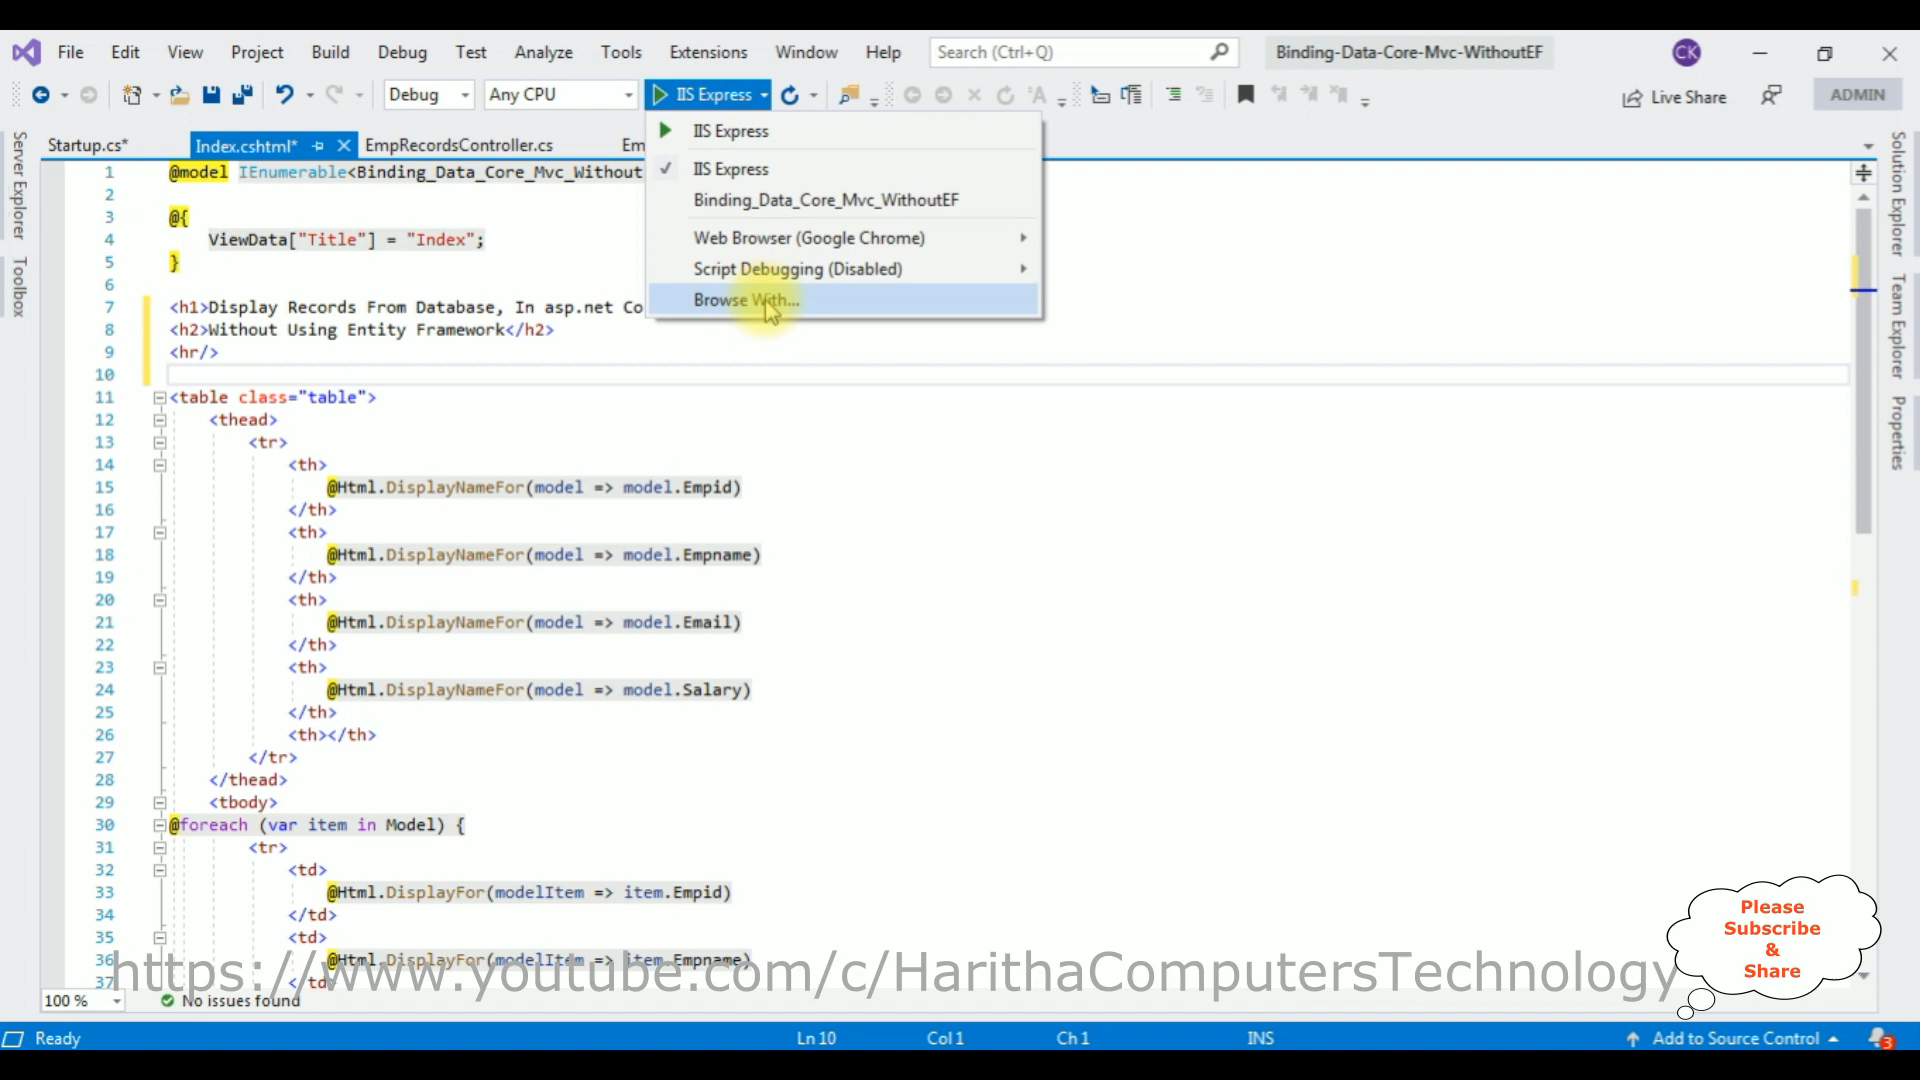 File Edit View Project Build Debug Test Analyze Tools Extensions Window Help Search (Ctrl+Q) Binding-Data-Core-Mvc-WithoutEF CK
Debug Any CPU IIS Express Live Share ADMIN
Startup.cs* Index.cshtml* EmpRecordsController.cs Em
IIS Express
IIS Express
Binding_Data_Core_Mvc_WithoutEF
Web Browser (Google Chrome)
Script Debugging (Disabled)
Browse With...
Server Explorer
Toolbox
Solution Explorer
Team Explorer
Properties
1 @model IEnumerable<Binding_Data_Core_Mvc_Without
2
3 @{
4 ViewData["Title"] = "Index";
5 }
6
7 <h1>Display Records From Database, In asp.net Co
8 <h2>Without Using Entity Framework</h2>
9 <hr/>
10
11 <table class="table">
12 <thead>
13 <tr>
14 <th>
15 @Html.DisplayNameFor(model => model.Empid)
16 </th>
17 <th>
18 @Html.DisplayNameFor(model => model.Empname)
19 </th>
20 <th>
21 @Html.DisplayNameFor(model => model.Email)
22 </th>
23 <th>
24 @Html.DisplayNameFor(model => model.Salary)
25 </th>
26 <th></th>
27 </tr>
28 </thead>
29 <tbody>
30 @foreach (var item in Model) {
31 <tr>
32 <td>
33 @Html.DisplayFor(modelItem => item.Empid)
34 </td>
35 <td>
36 @Html.DisplayFor(modelItem => item.Empname)
37 </td>
https://www.youtube.com/c/HarithaComputersTechnology
Please
Subscribe
&
Share
100 % No issues found
Ready Ln 10 Col 1 Ch 1 INS Add to Source Control 3